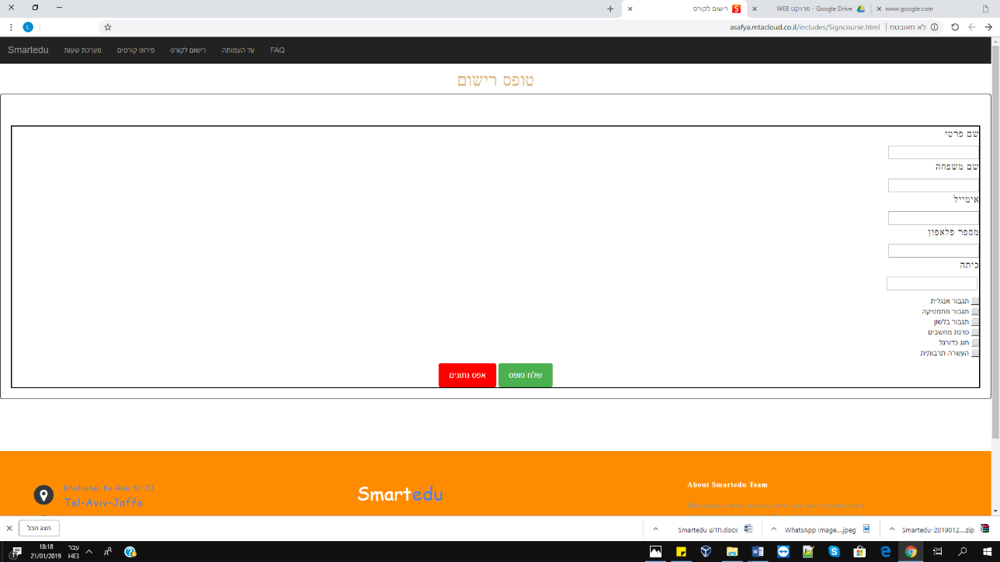 www.google.com
פרויקט WEB - Google Drive
רישום לקורס
asafya.mtacloud.co.il/includes/Signcourse.html
לא מאובטח
L
Smartedu
מערכת שעות
פירוט קורסים
רישום לקורס
על העמותה
FAQ
טופס רישום
שם פרטי
שם משפחה
אימייל
מספר פלאפון
כיתה
תגבור אנגלית
תגבור מתמטיקה
תגבור בלשון
סדנת מחשבים
חוג כדורגל
העשרה תרבותית
שלח טופס
אפס נתונים
Khidushei ha-Rim St 10
Tel-Aviv-Jaffa
Smartedu
About Smartedu Team
הצג הכל
Smartedu חדש.docx
WhatsApp Image....jpeg
Smartedu-2019012....zip
18:18
21/01/2019
עבר
HE3